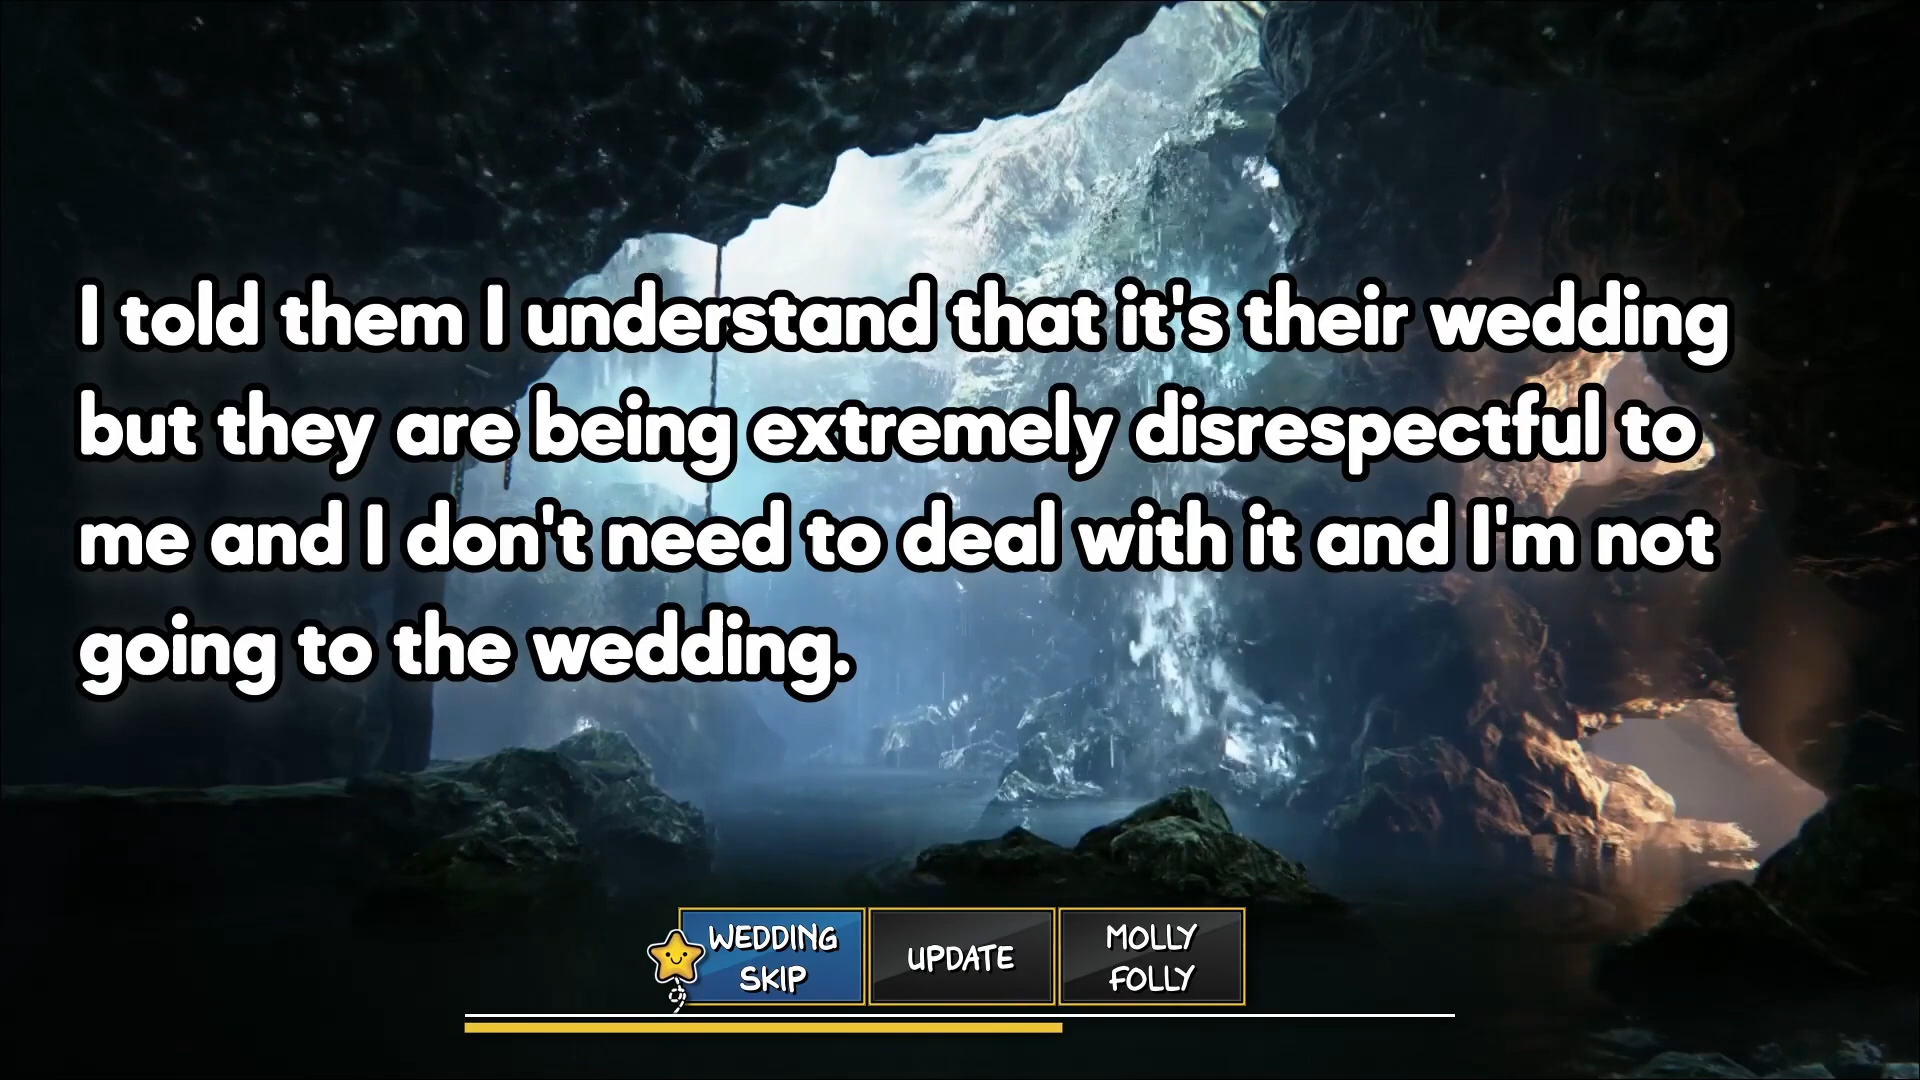 I told them I understand that it's their wedding
but they are being extremely disrespectful to
me and I don't need to deal with it and I'm not
going to the wedding.
WEDDING
SKIP
UPDATE
MOLLY
FOLLY